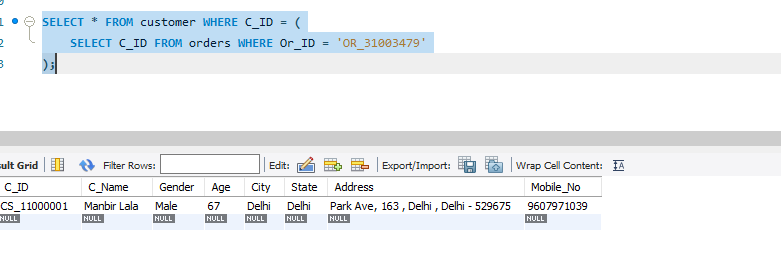 1 SELECT * FROM customer WHERE C_ID = (
2 SELECT C_ID FROM orders WHERE Or_ID = 'OR_31003479'
3 );
sult Grid Filter Rows: Edit: Export/Import: Wrap Cell Content: IA
C_ID C_Name Gender Age City State Address Mobile_No
CS_11000001 Manbir Lala Male 67 Delhi Delhi Park Ave, 163 , Delhi , Delhi - 529675 9607971039
NULL NULL NULL NULL NULL NULL NULL NULL